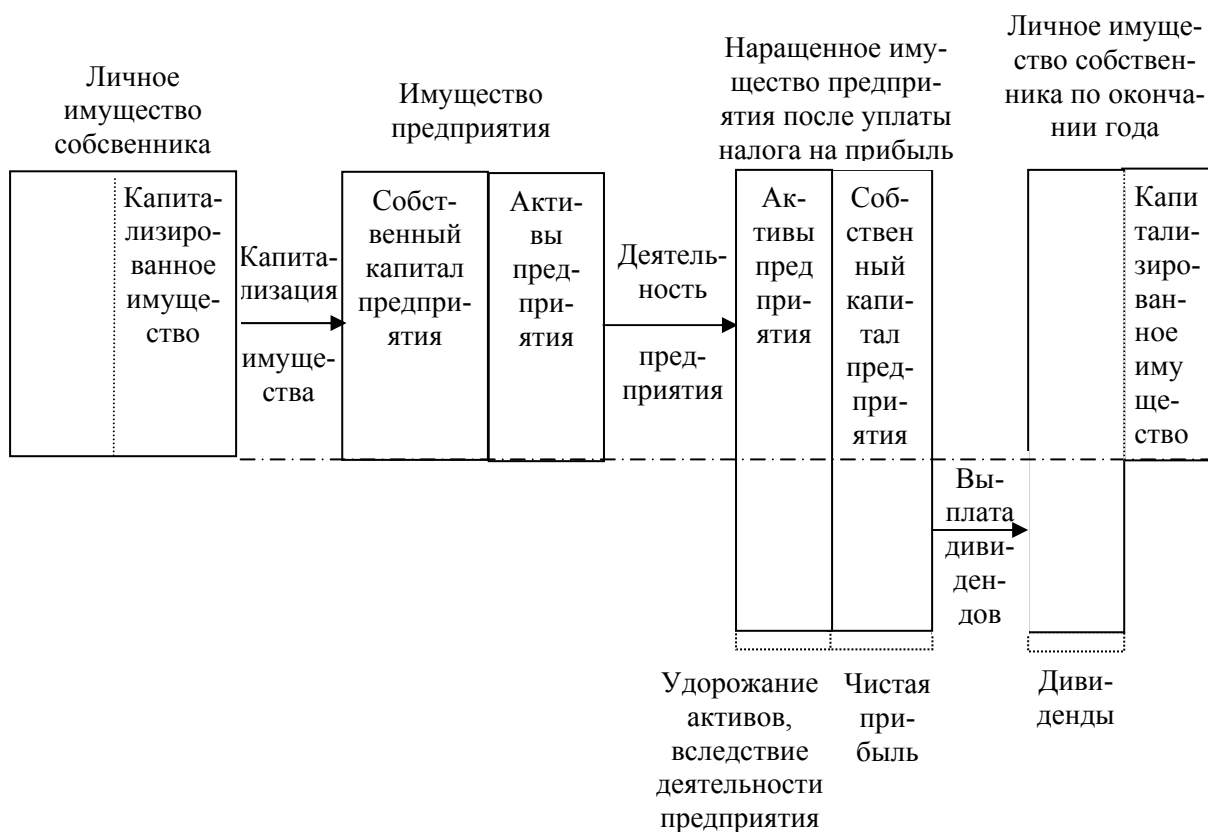 Личное
имущество
собсвенника
Имущество
предприятия
Наращенное иму-
щество предпри-
ятия после уплаты
налога на прибыль
Личное имуще-
ство собствен-
ника по оконча-
нии года
Капита-
лизиро-
ванное
имуще-
ство
Капита-
лизация
имуще-
ства
Собст-
венный
капитал
предпри-
ятия
Акти-
вы
пред-
при-
ятия
Деятель-
ность
пред-
приятия
Ак-
тивы
пред
при-
ятия
Соб-
ствен
ный
капи-
тал
пред-
при-
ятия
Вы-
плата
диви-
ден-
дов
Капи
тали-
зиро-
ван-
ное
иму
ще-
ство
Удорожание
активов,
вследствие
деятельности
предприятия
Чистая
при-
быль
Диви-
денды